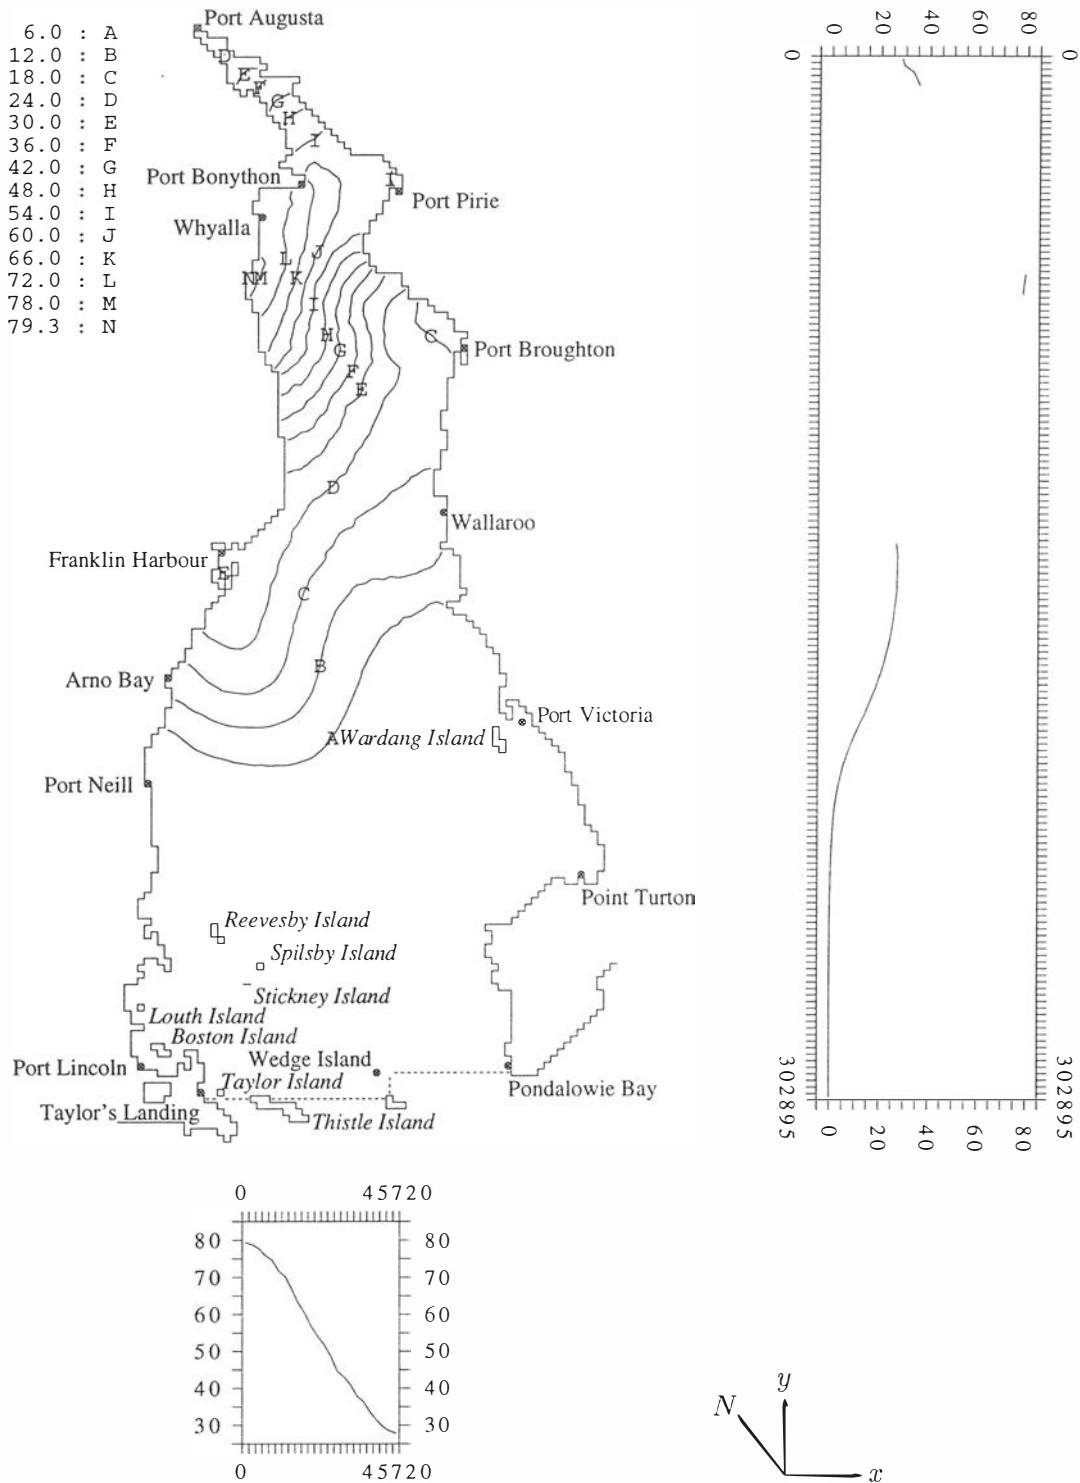 Port Augusta
6.0 : A
12.0 : B
18.0 : C
24.0 : D
30.0 : E
36.0 : F
42.0 : G
48.0 : H
54.0 : I
60.0 : J
66.0 : K
72.0 : L
78.0 : M
79.3 : N
D
E
F
G
H
I
Port Bonython
I
Port Pirie
Whyalla
L
J
N M
K
I
H
G
F
E
C
Port Broughton
D
Wallaroo
Franklin Harbour
E
C
B
Arno Bay
Port Victoria
A
Wardang Island
Port Neill
Point Turton
Reevesby Island
Spilsby Island
Stickney Island
Louth Island
Boston Island
Port Lincoln
Wedge Island
Taylor Island
Pondalowie Bay
Taylor's Landing
Thistle Island
0 20 40 60 80
0 0
302895 302895
0 20 40 60 80
0 45720
80 80
70 70
60 60
50 50
40 40
30 30
0 45720
y
N
x